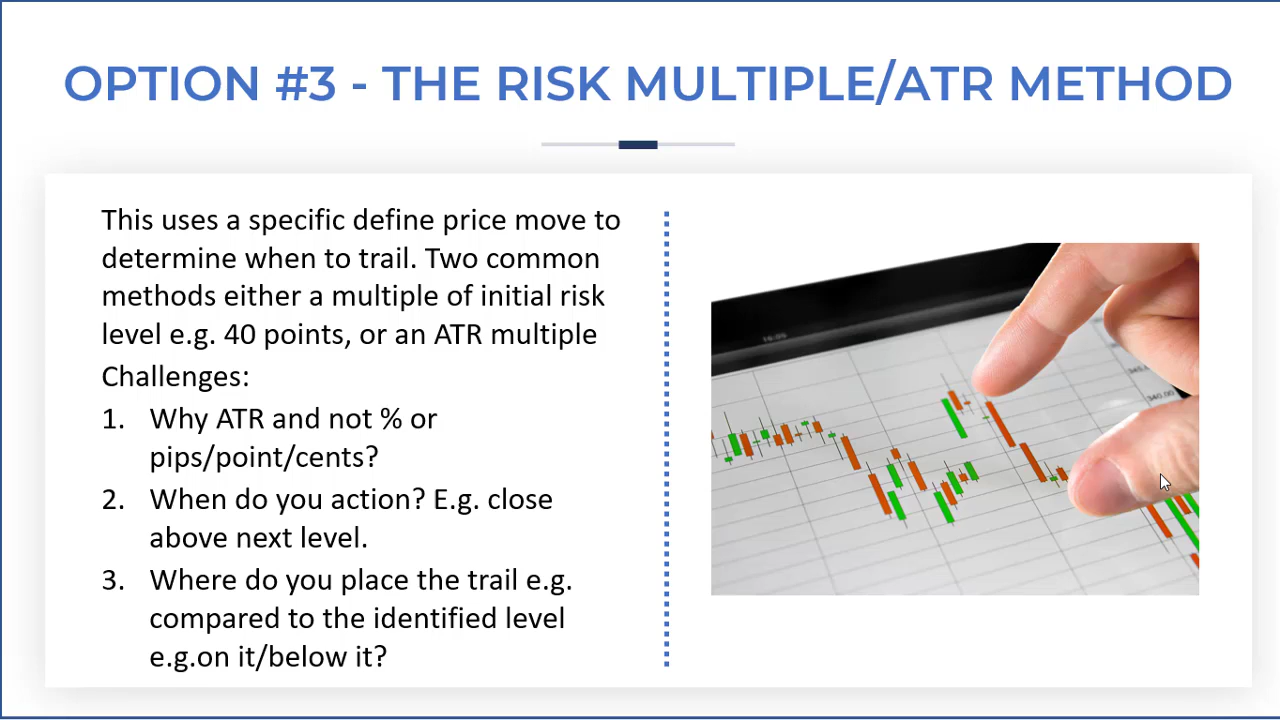 OPTION #3 - THE RISK MULTIPLE/ATR METHOD
This uses a specific define price move to
determine when to trail. Two common
methods either a multiple of initial risk
level e.g. 40 points, or an ATR multiple
Challenges:
1. Why ATR and not % or
pips/point/cents?
2. When do you action? E.g. close
above next level.
3. Where do you place the trail e.g.
compared to the identified level
e.g.on it/below it?
340.00